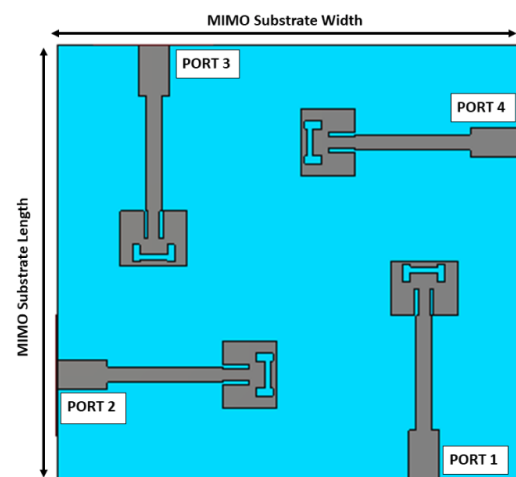 MIMO Substrate Width
PORT 3
PORT 4
MIMO Substrate Length
PORT 2
PORT 1